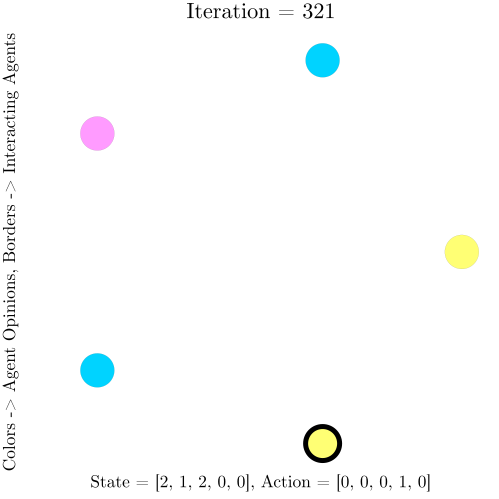 Iteration = 321
Colors -> Agent Opinions, Borders -> Interacting Agents
State = [2, 1, 2, 0, 0], Action = [0, 0, 0, 1, 0]